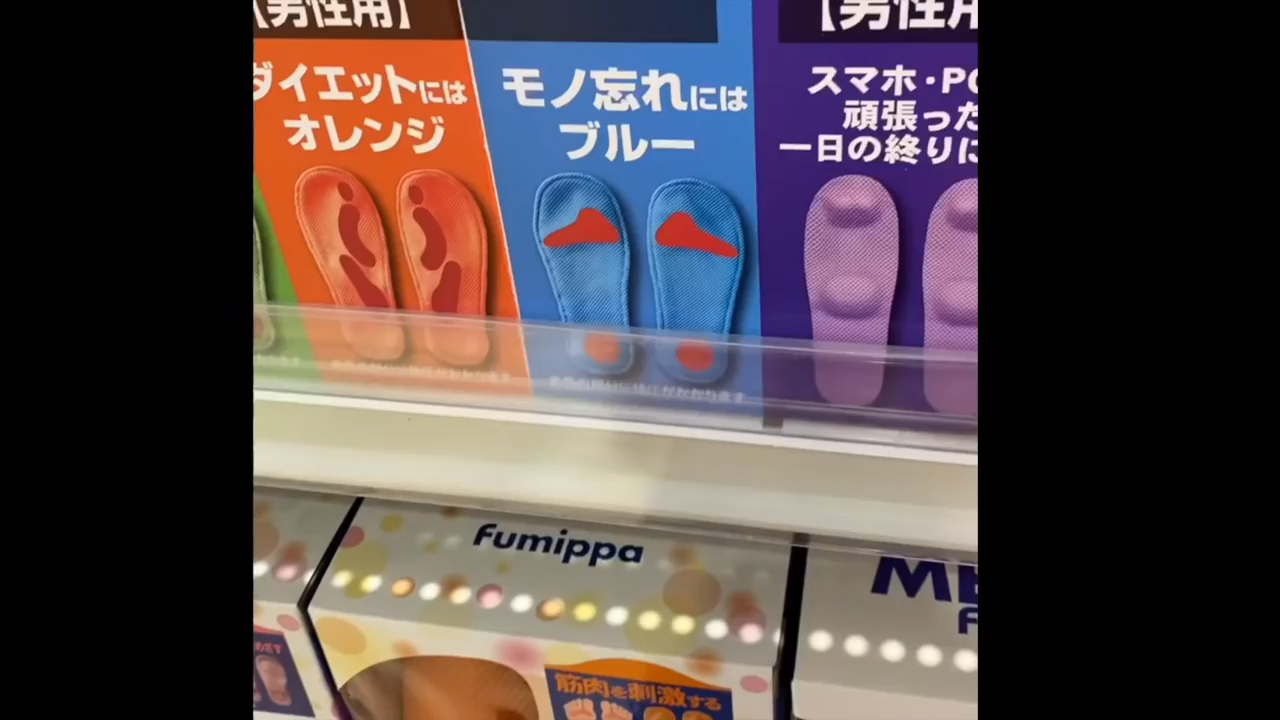 【男性用】
ダイエットには
オレンジ
モノ忘れには
ブルー
【男性用
スマホ・PC
頑張った
一日の終りに
fumippa
筋肉を刺激する